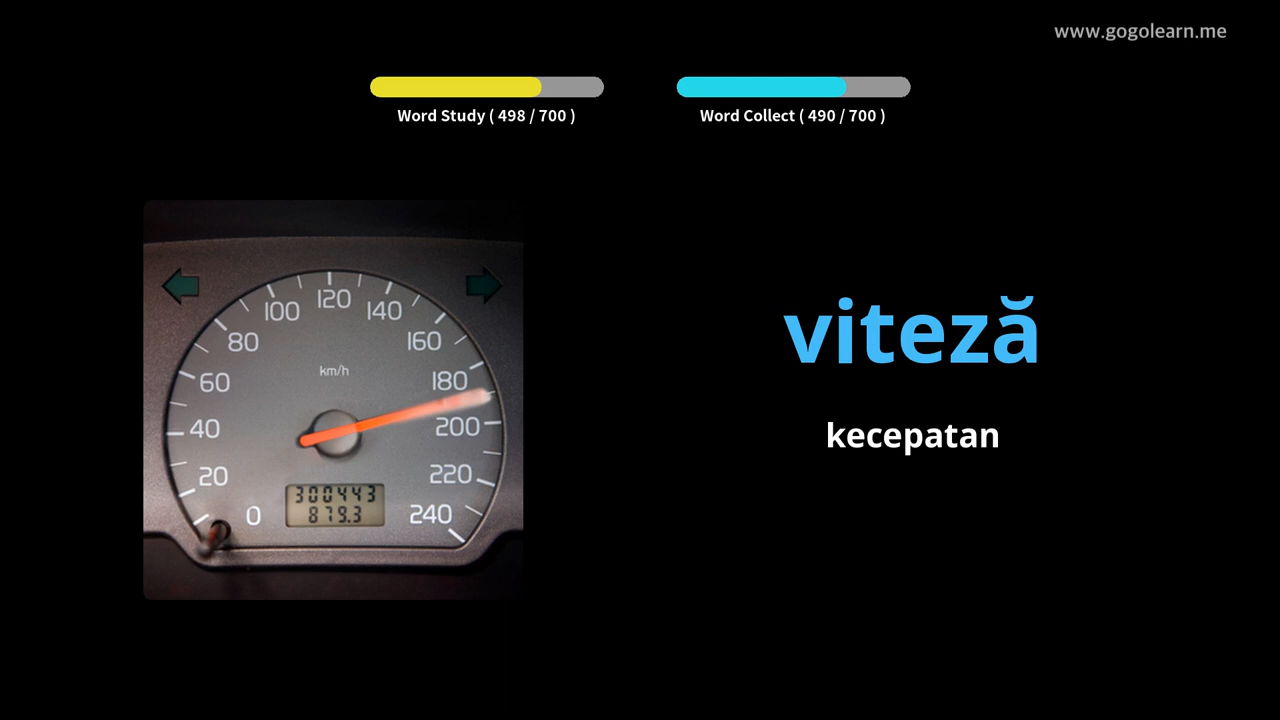 www.gogolearn.me
Word Study ( 498 / 700 )
Word Collect ( 490 / 700 )
viteză
kecepatan
0
20
40
60
80
100
120
140
160
180
200
220
240
km/h
300443
879.3